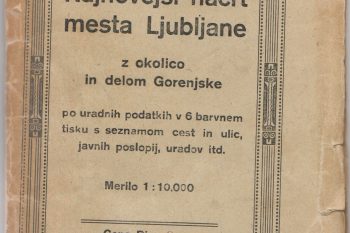 Najnovejši načrt
mesta Ljubljane
z okolico
in delom Gorenjske
po uradnih podatkih v 6 barvnem
tisku s seznamom cest in ulic,
javnih poslopij, uradov itd.
Merilo 1:10.000
Cena